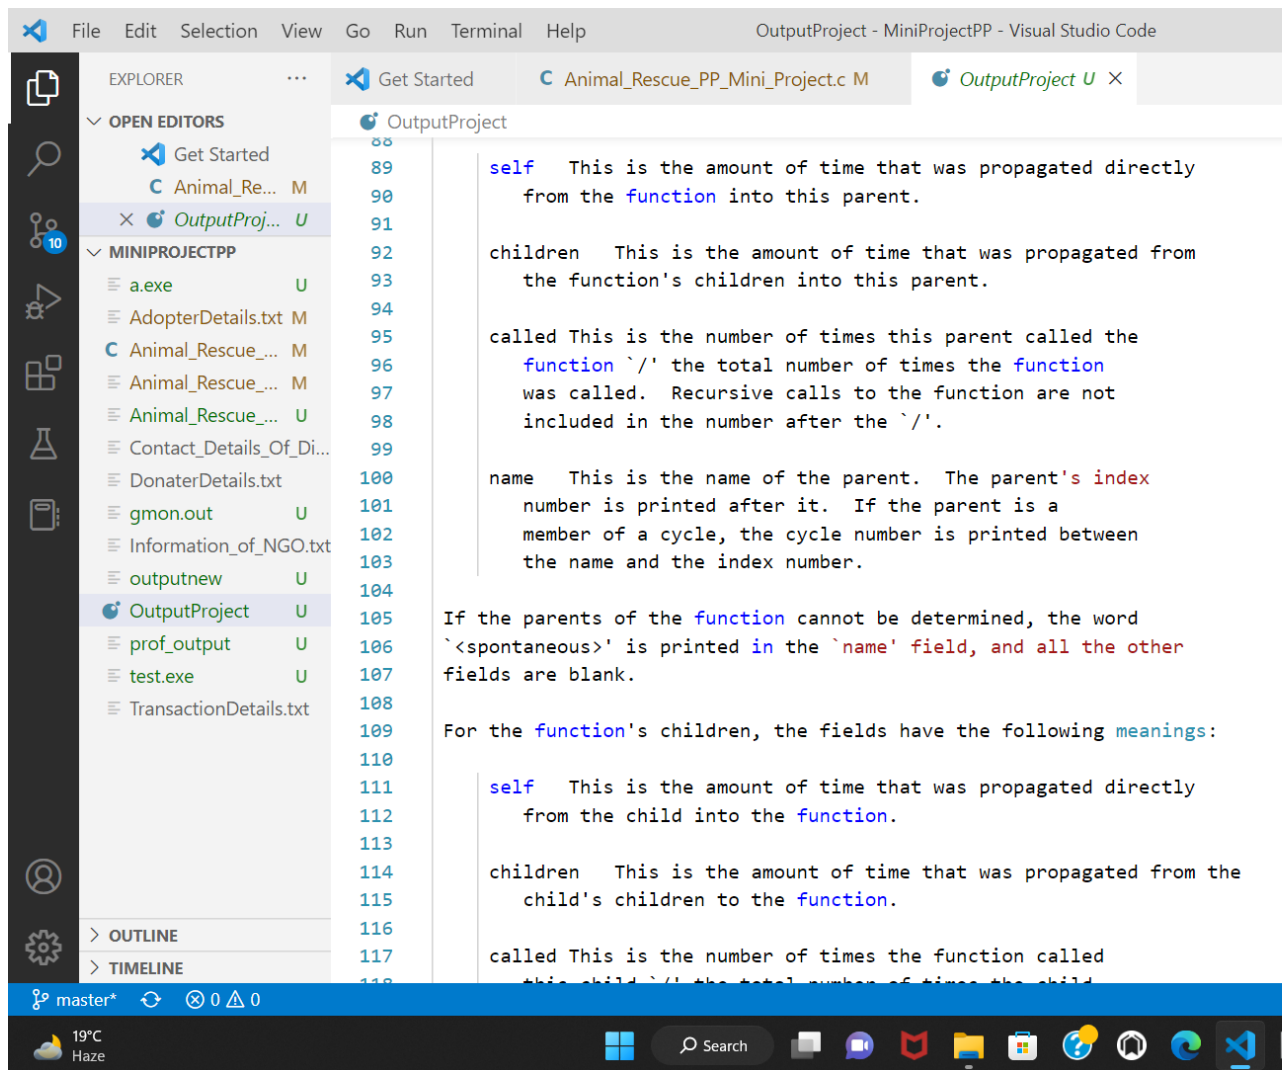 File Edit Selection View Go Run Terminal Help OutputProject - MiniProjectPP - Visual Studio Code
EXPLORER ···
Get Started
C Animal_Rescue_PP_Mini_Project.c M
OutputProject U
OPEN EDITORS
Get Started
C Animal_Re... M
OutputProj... U
10
MINIPROJECTPP
a.exe U
AdopterDetails.txt M
C Animal_Rescue_... M
Animal_Rescue_... M
Animal_Rescue_... U
Contact_Details_Of_Di...
DonaterDetails.txt
gmon.out U
Information_of_NGO.txt
outputnew U
OutputProject U
prof_output U
test.exe U
TransactionDetails.txt
OUTLINE
TIMELINE
OutputProject
88
89 self This is the amount of time that was propagated directly
90 from the function into this parent.
91
92 children This is the amount of time that was propagated from
93 the function's children into this parent.
94
95 called This is the number of times this parent called the
96 function `/' the total number of times the function
97 was called. Recursive calls to the function are not
98 included in the number after the `/'.
99
100 name This is the name of the parent. The parent's index
101 number is printed after it. If the parent is a
102 member of a cycle, the cycle number is printed between
103 the name and the index number.
104
105 If the parents of the function cannot be determined, the word
106 `<spontaneous>' is printed in the `name' field, and all the other
107 fields are blank.
108
109 For the function's children, the fields have the following meanings:
110
111 self This is the amount of time that was propagated directly
112 from the child into the function.
113
114 children This is the amount of time that was propagated from the
115 child's children to the function.
116
117 called This is the number of times the function called
118 this child `/' the total number of times the child
master* 0 0
19°C
Haze
Search